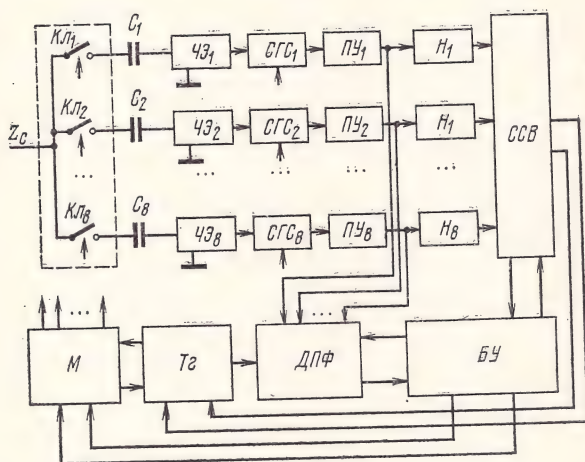 Кл₁ C₁ ЧЭ₁ СГС₁ ПУ₁ Н₁ ССВ
Zс
Кл₂ C₂ ЧЭ₂ СГС₂ ПУ₂ Н₁
... ... ... ...
Кл₈ C₈ ЧЭ₈ СГС₈ ПУ₈ Н₈
... ...
М Тг ДПФ БУ